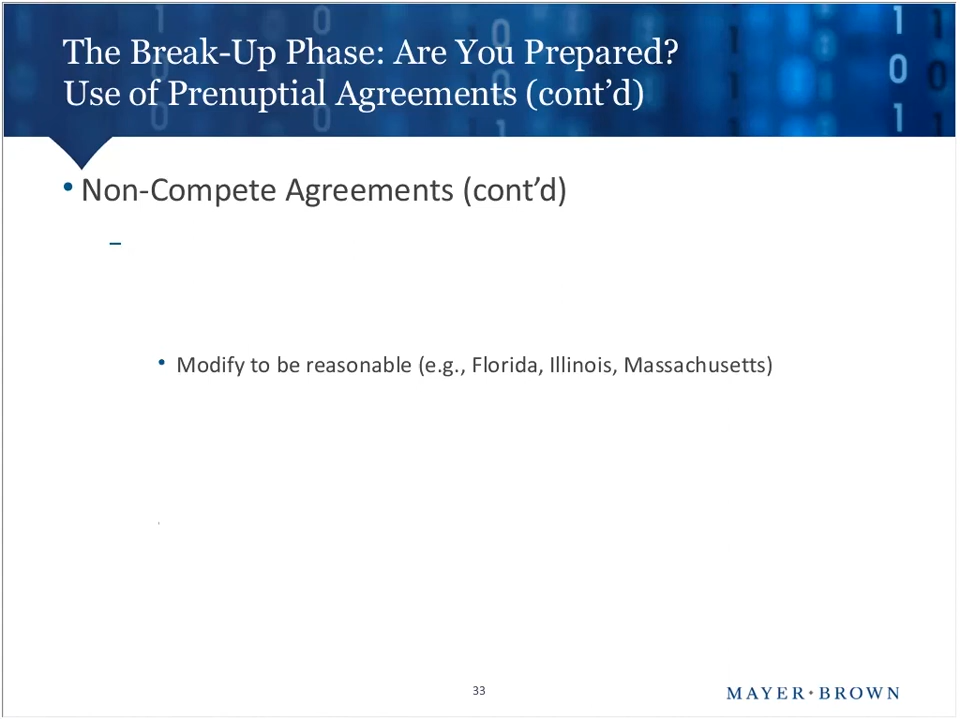 The Break-Up Phase: Are You Prepared?
Use of Prenuptial Agreements (cont’d)
• Non-Compete Agreements (cont’d)
–
• Modify to be reasonable (e.g., Florida, Illinois, Massachusetts)
33
MAYER•BROWN